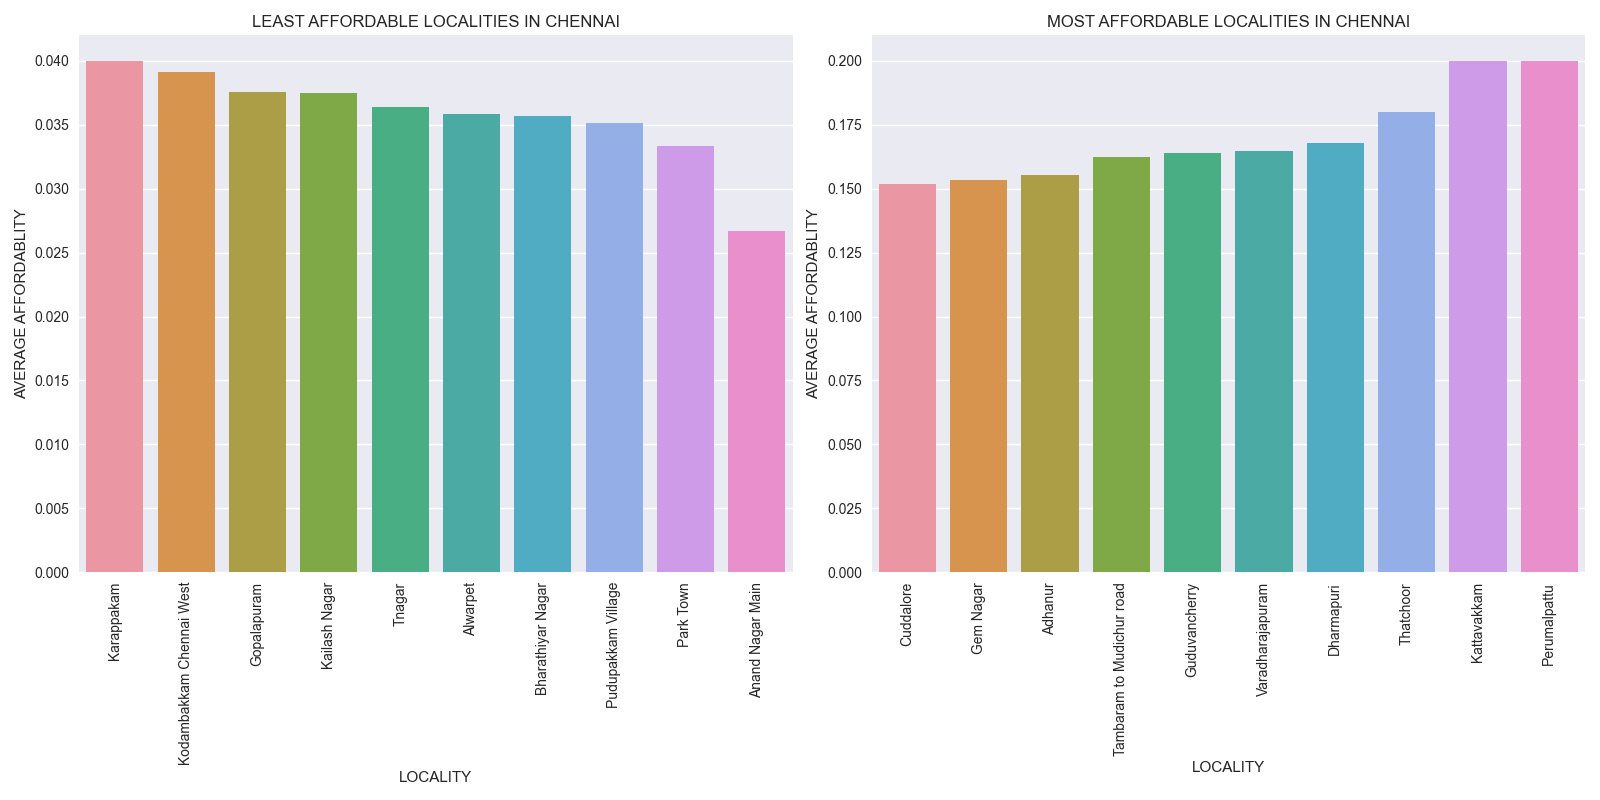 LEAST AFFORDABLE LOCALITIES IN CHENNAI
AVERAGE AFFORDABLITY
0.040
0.035
0.030
0.025
0.020
0.015
0.010
0.005
0.000
Karappakam
Kodambakkam Chennai West
Gopalapuram
Kailash Nagar
Tnagar
Alwarpet
Bharathiyar Nagar
Pudupakkam Village
Park Town
Anand Nagar Main
LOCALITY
MOST AFFORDABLE LOCALITIES IN CHENNAI
AVERAGE AFFORDABLITY
0.200
0.175
0.150
0.125
0.100
0.075
0.050
0.025
0.000
Cuddalore
Gem Nagar
Adhanur
Tambaram to Mudichur road
Guduvancherry
Varadharajapuram
Dharmapuri
Thatchoor
Kattavakkam
Perumalpattu
LOCALITY